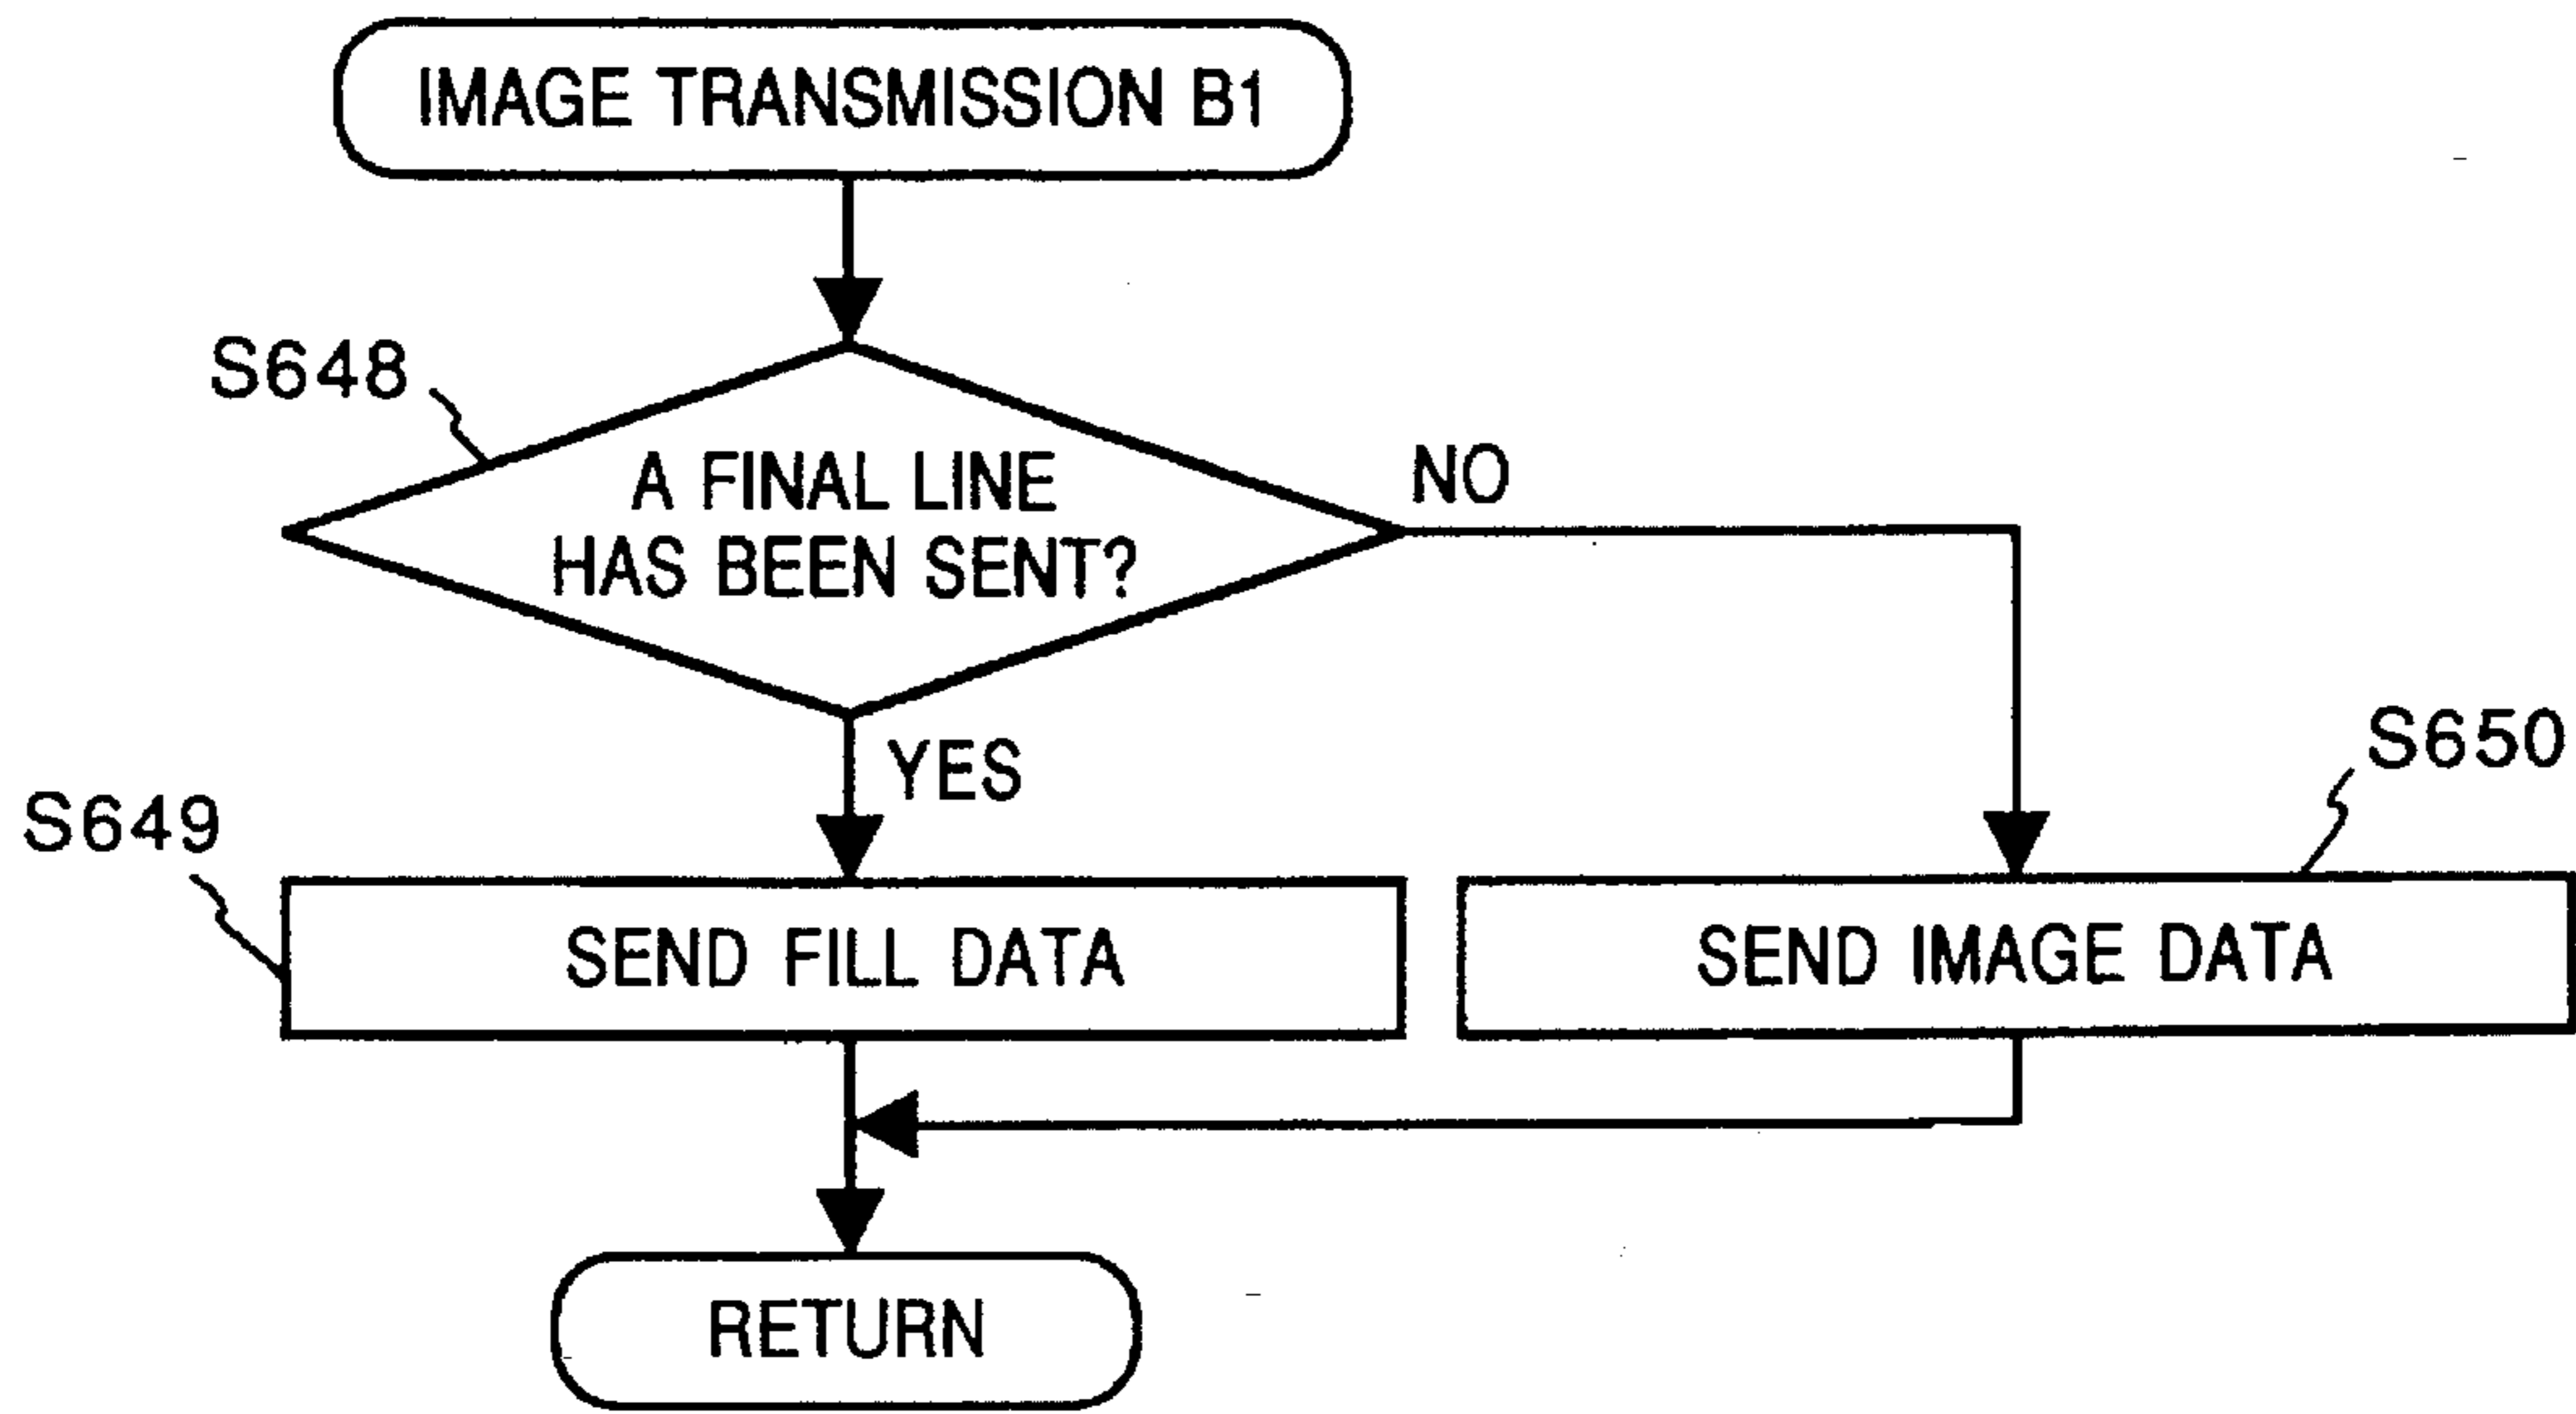 IMAGE TRANSMISSION B1
S648
A FINAL LINE
HAS BEEN SENT?
NO
YES
S649
S650
SEND FILL DATA
SEND IMAGE DATA
RETURN